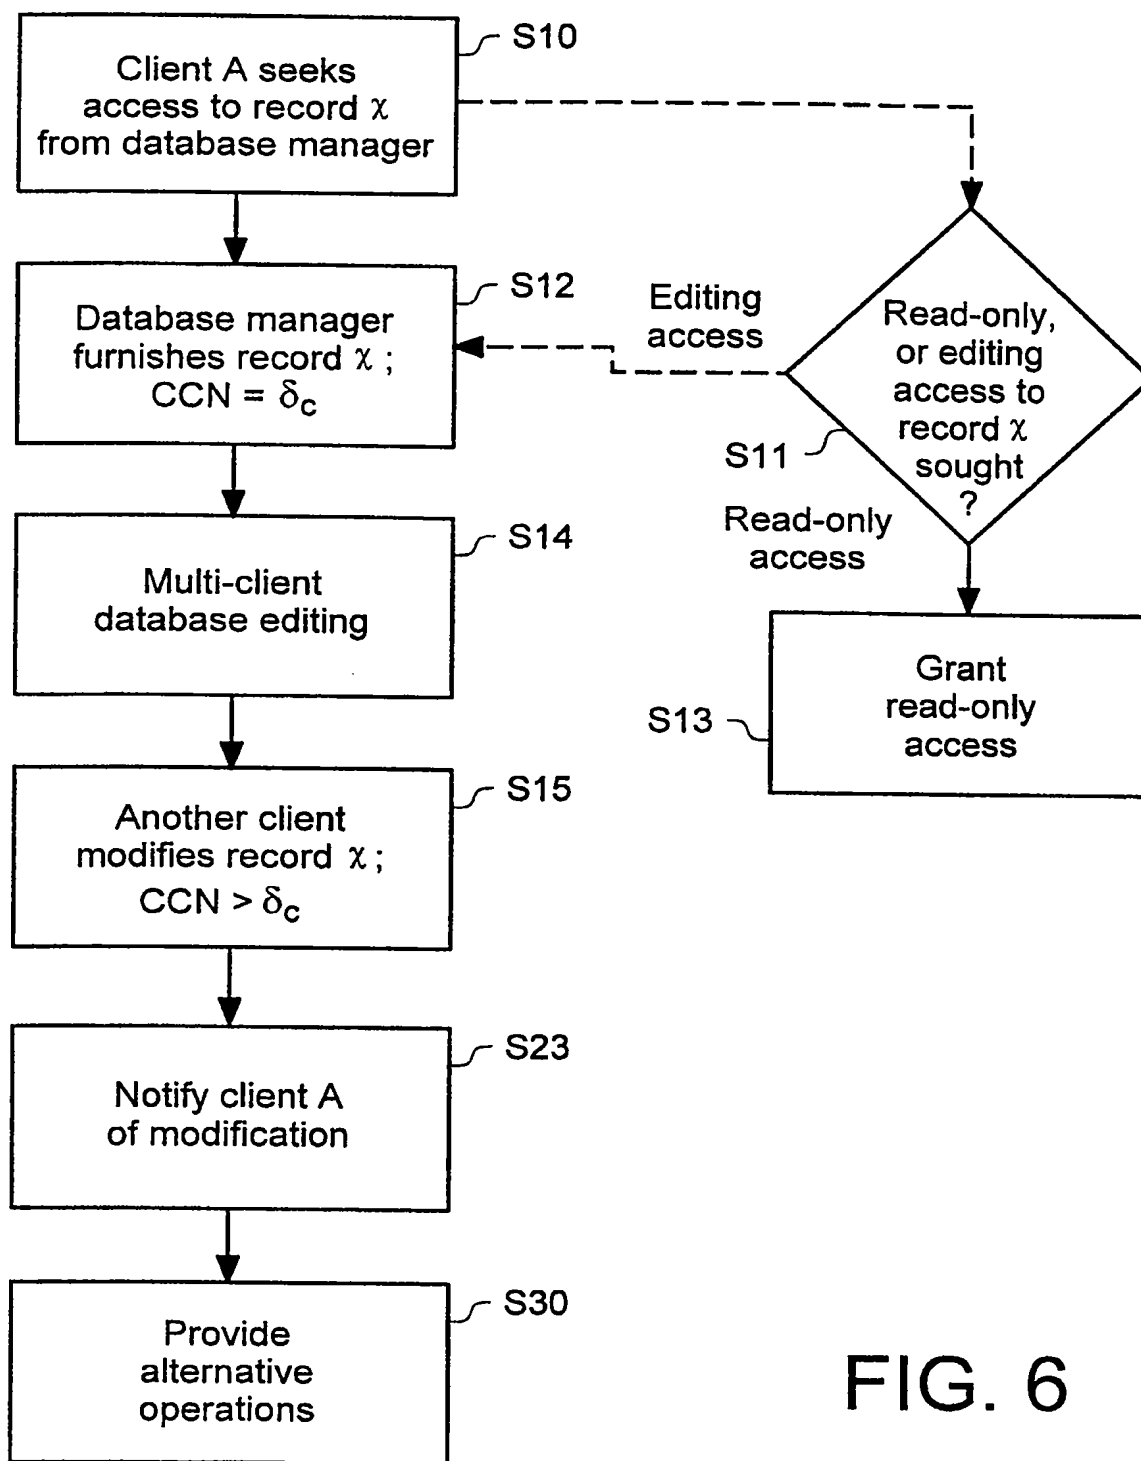 S10
Client A seeks
access to record χ
from database manager
S12
Database manager
furnishes record χ ;
CCN = δc
Editing
access
Read-only,
or editing
access to
record χ
sought
?
S11
Read-only
access
S14
Multi-client
database editing
Grant
read-only
access
S13
S15
Another client
modifies record χ ;
CCN > δc
S23
Notify client A
of modification
S30
Provide
alternative
operations
FIG. 6